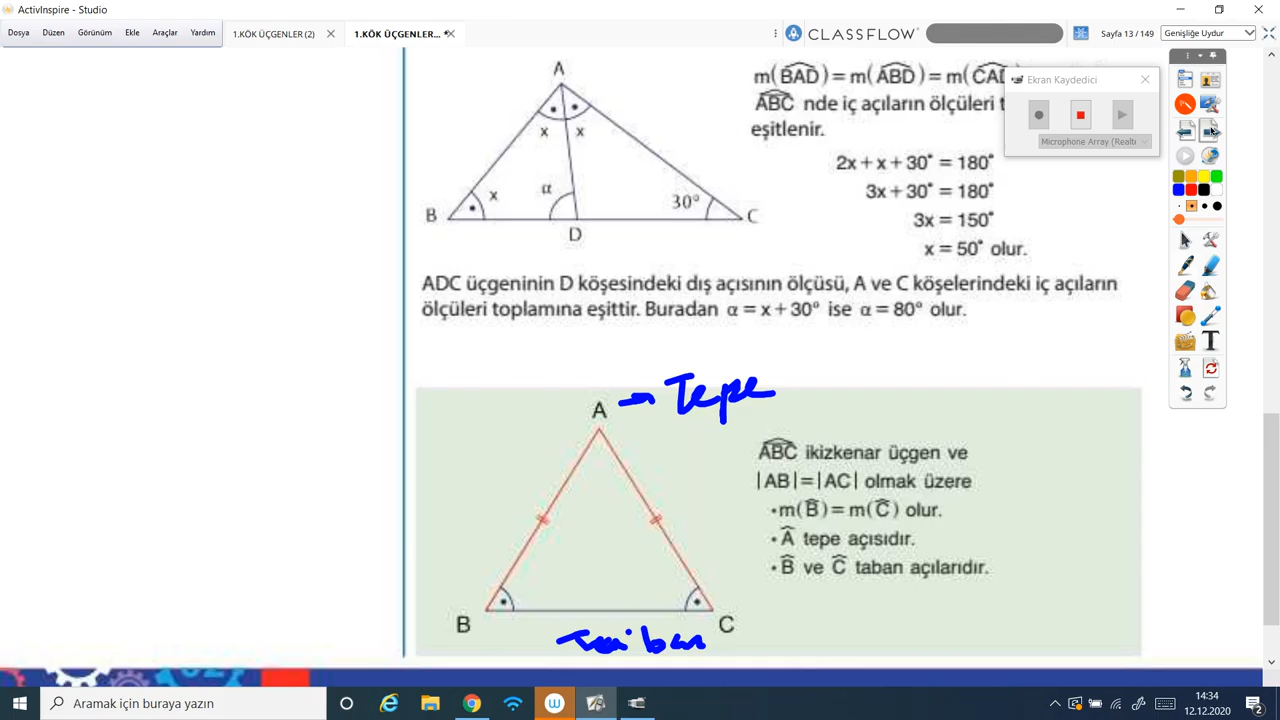 ActivInspire - Studio
Dosya Düzen Görünüm Ekle Araçlar Yardım
1.KÖK ÜÇGENLER (2)
1.KÖK ÜÇGENLER...
CLASSFLOW
Sayfa 13 / 149
Genişliğe Uydur
Ekran Kaydedici
Microphone Array (Realt
A
x x
x
α
30°
B
D
C
m(BAD) = m(ABD) = m(CAD
ABC nde iç açıların ölçüleri t
eşitlenir.
2x + x + 30° = 180°
3x + 30° = 180°
3x = 150°
x = 50° olur.
ADC üçgeninin D köşesindeki dış açısının ölçüsü, A ve C köşelerindeki iç açıların
ölçüleri toplamına eşittir. Buradan α = x + 30° ise α = 80° olur.
A
Tepe
B
C
ABC ikizkenar üçgen ve
|AB| = |AC| olmak üzere
• m(B̂) = m(Ĉ) olur.
• Â tepe açısıdır.
• B̂ ve Ĉ taban açılarıdır.
Aramak için buraya yazın
14:34
12.12.2020
2